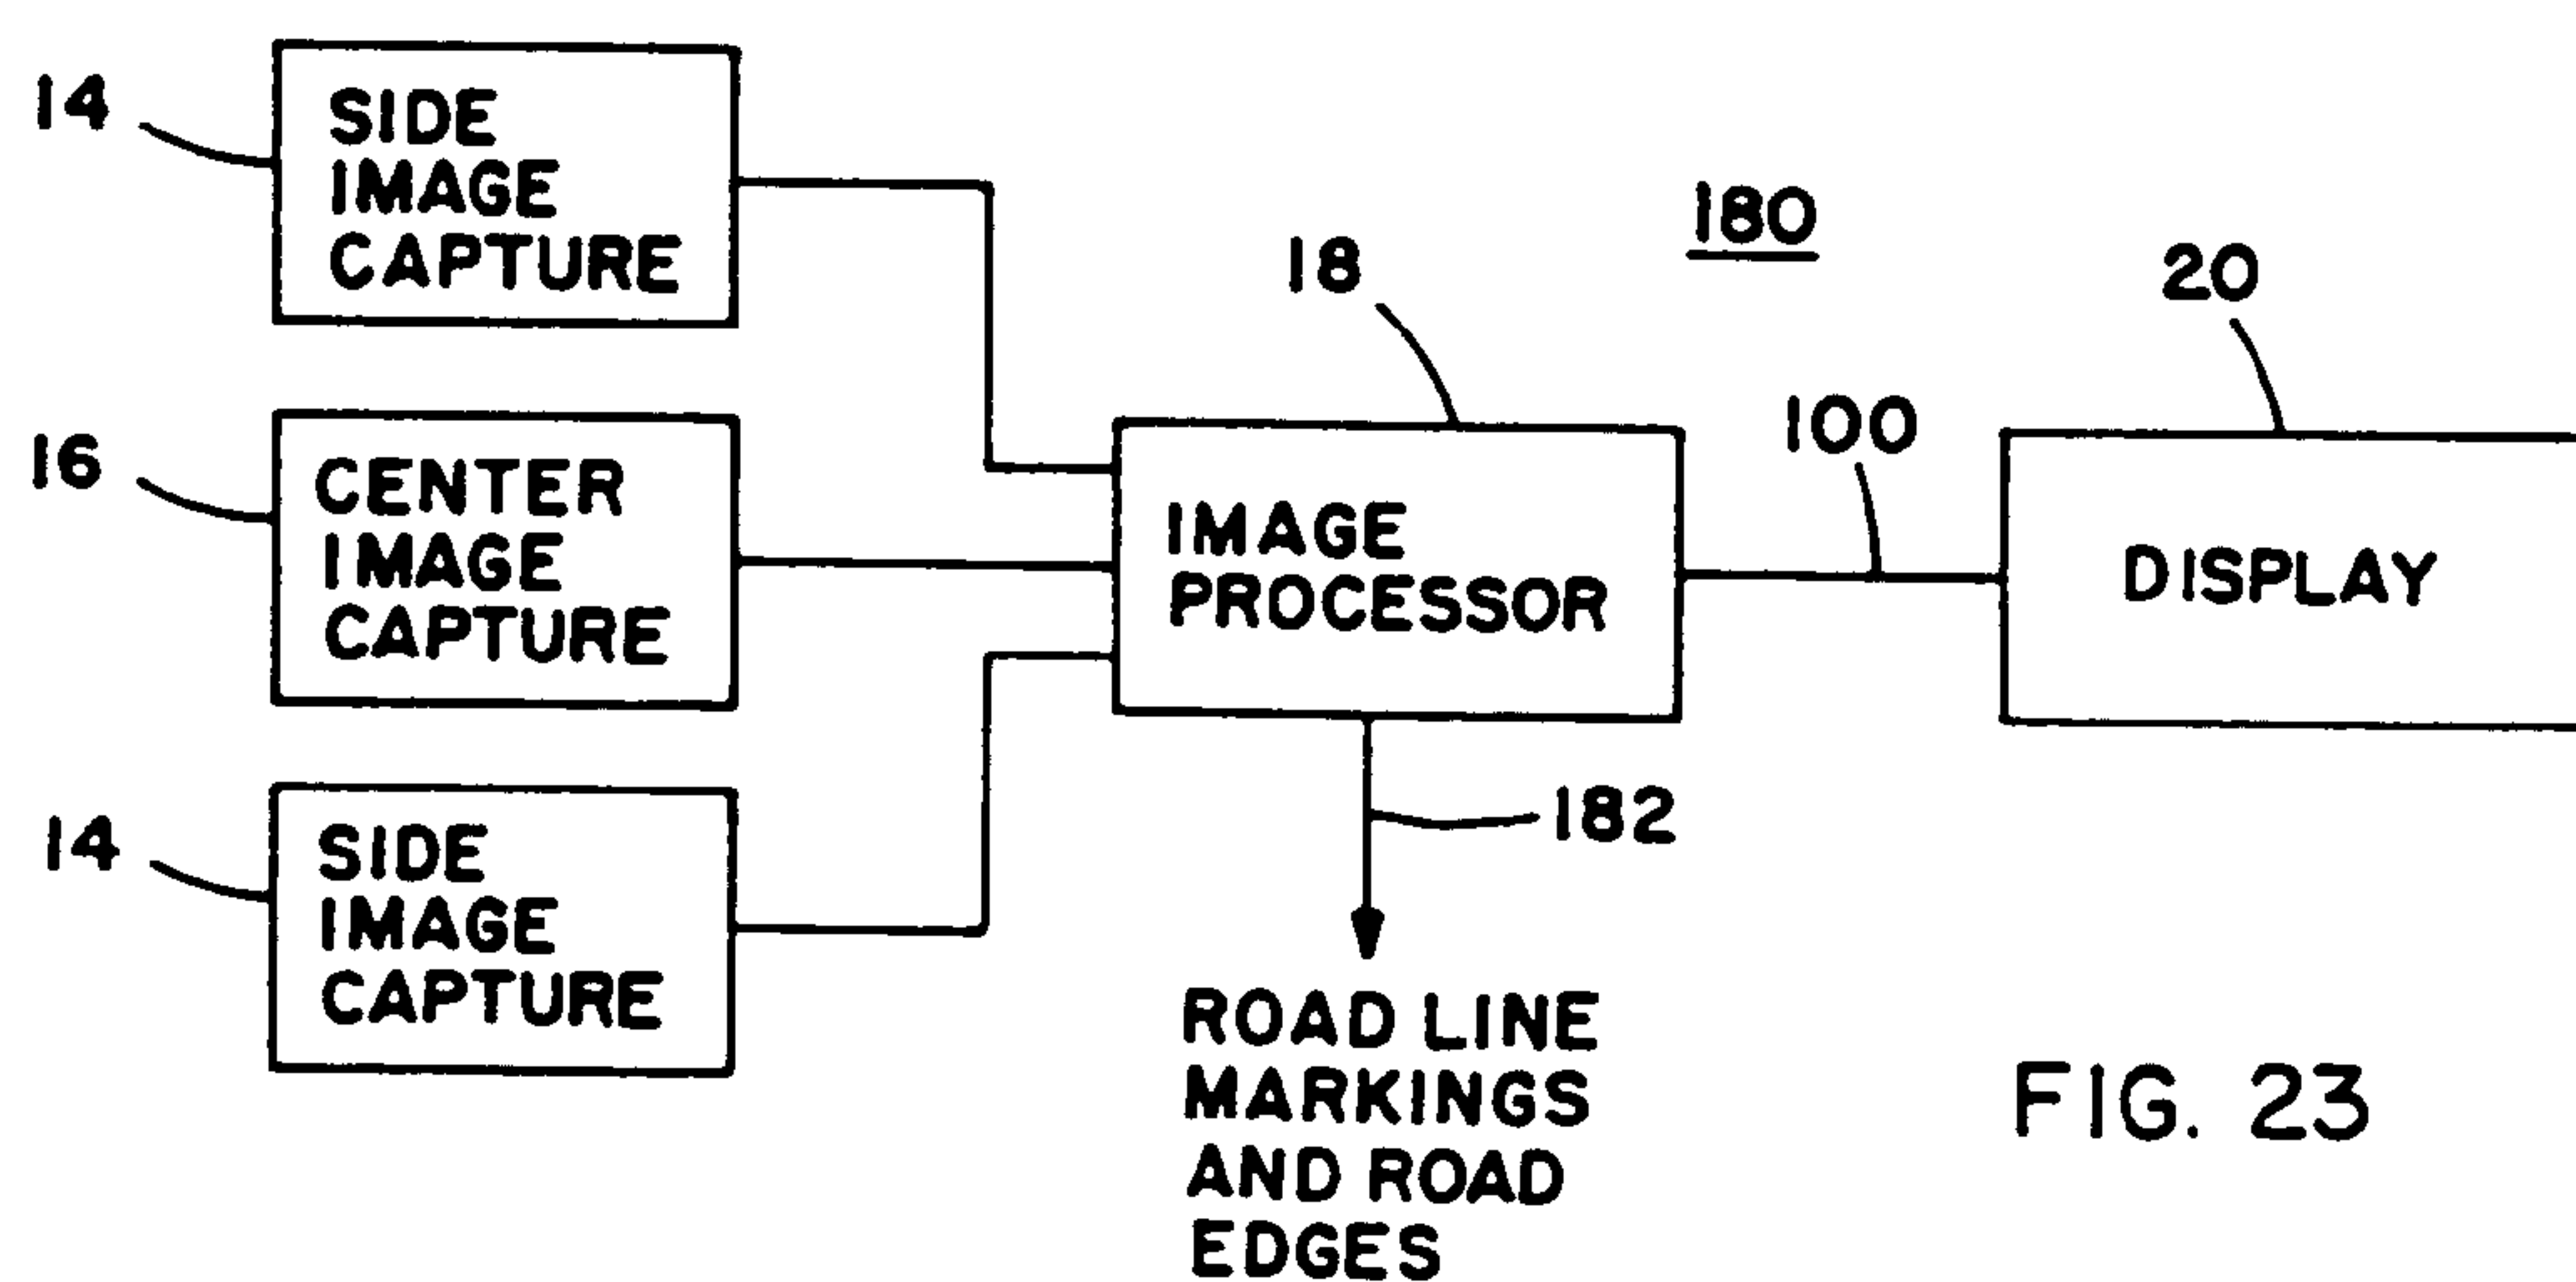 14
SIDE
IMAGE
CAPTURE
16
CENTER
IMAGE
CAPTURE
14
SIDE
IMAGE
CAPTURE
18
IMAGE
PROCESSOR
180
100
20
DISPLAY
182
ROAD LINE
MARKINGS
AND ROAD
EDGES
FIG. 23